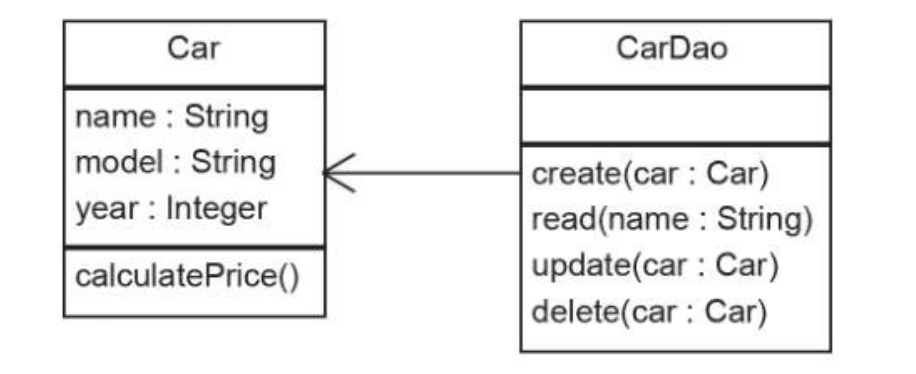 Car
name : String
model : String
year : Integer
calculatePrice()
CarDao
create(car : Car)
read(name : String)
update(car : Car)
delete(car : Car)